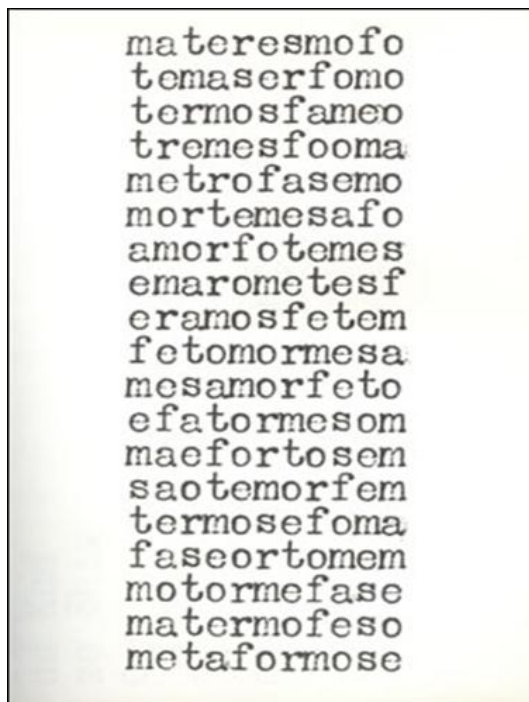 materesmofo
temaserfomo
termosfameo
tremesfooma
metrofasemo
mortemesafo
amorfotemes
emarometesf
eramosfetem
fetomormesa
mesamorfeto
efatormesom
maefortosem
saotemorfem
termosefoma
faseortomem
motormefase
matermofeso
metaformose